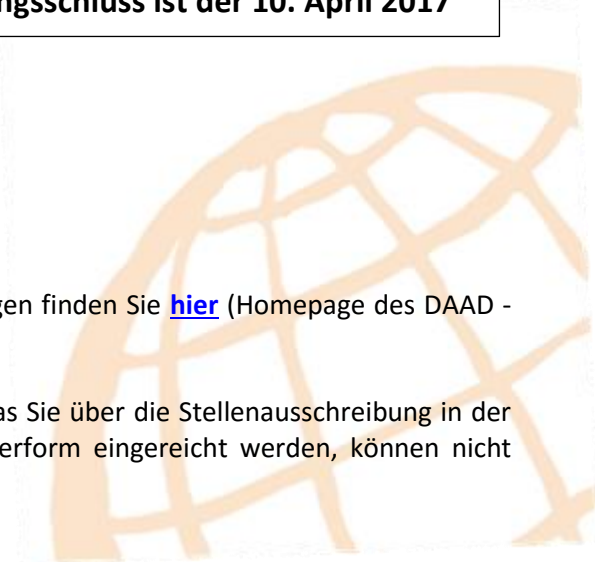 ngsschluss ist der 10. April 2017
gen finden Sie hier (Homepage des DAAD -
as Sie über die Stellenausschreibung in der
erform eingereicht werden, können nicht